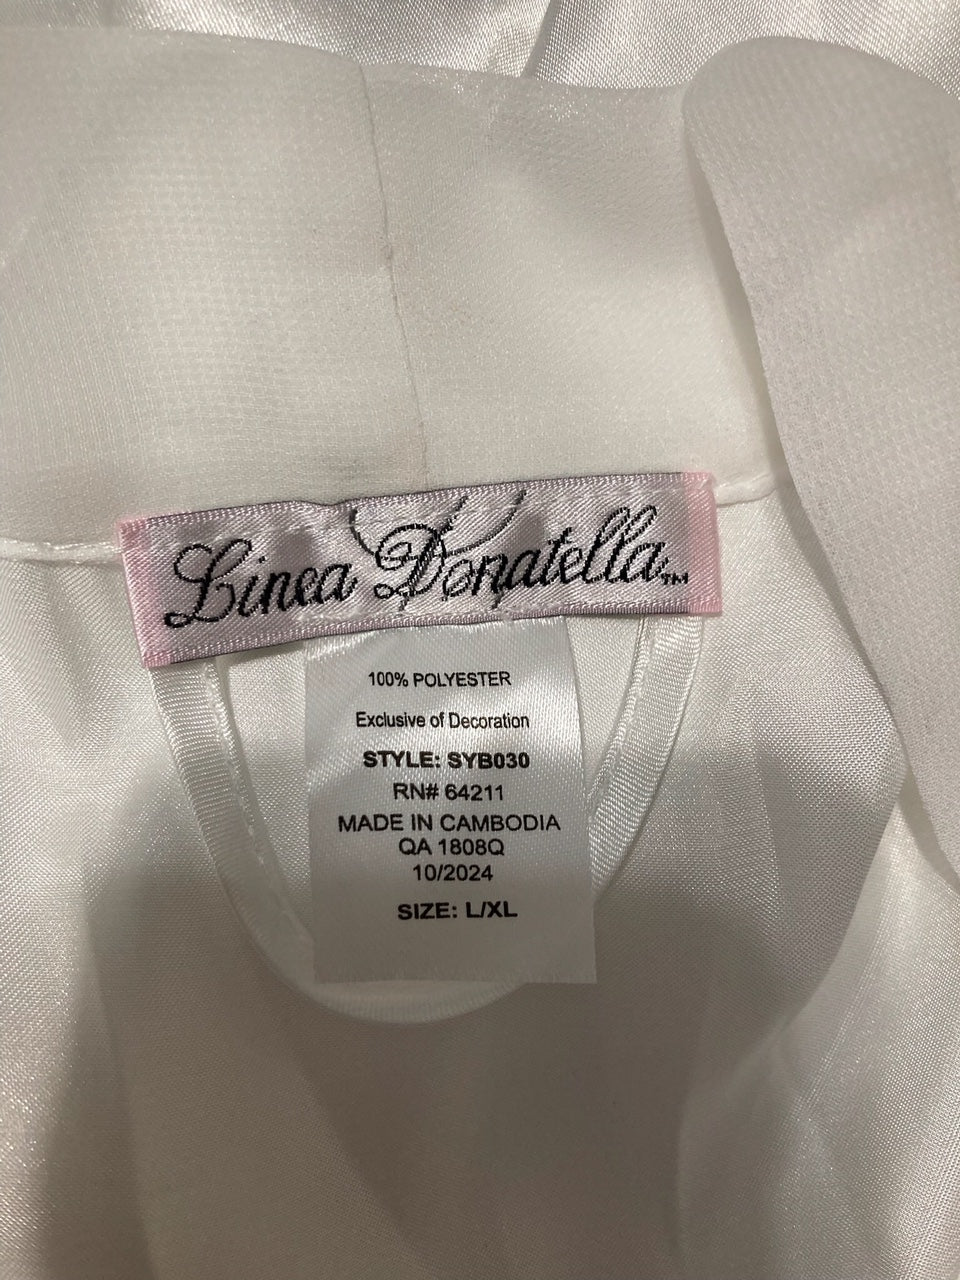 Linea Donatella™
100% POLYESTER
Exclusive of Decoration
STYLE: SYB030
RN# 64211
MADE IN CAMBODIA
QA 1808Q
10/2024
SIZE: L/XL